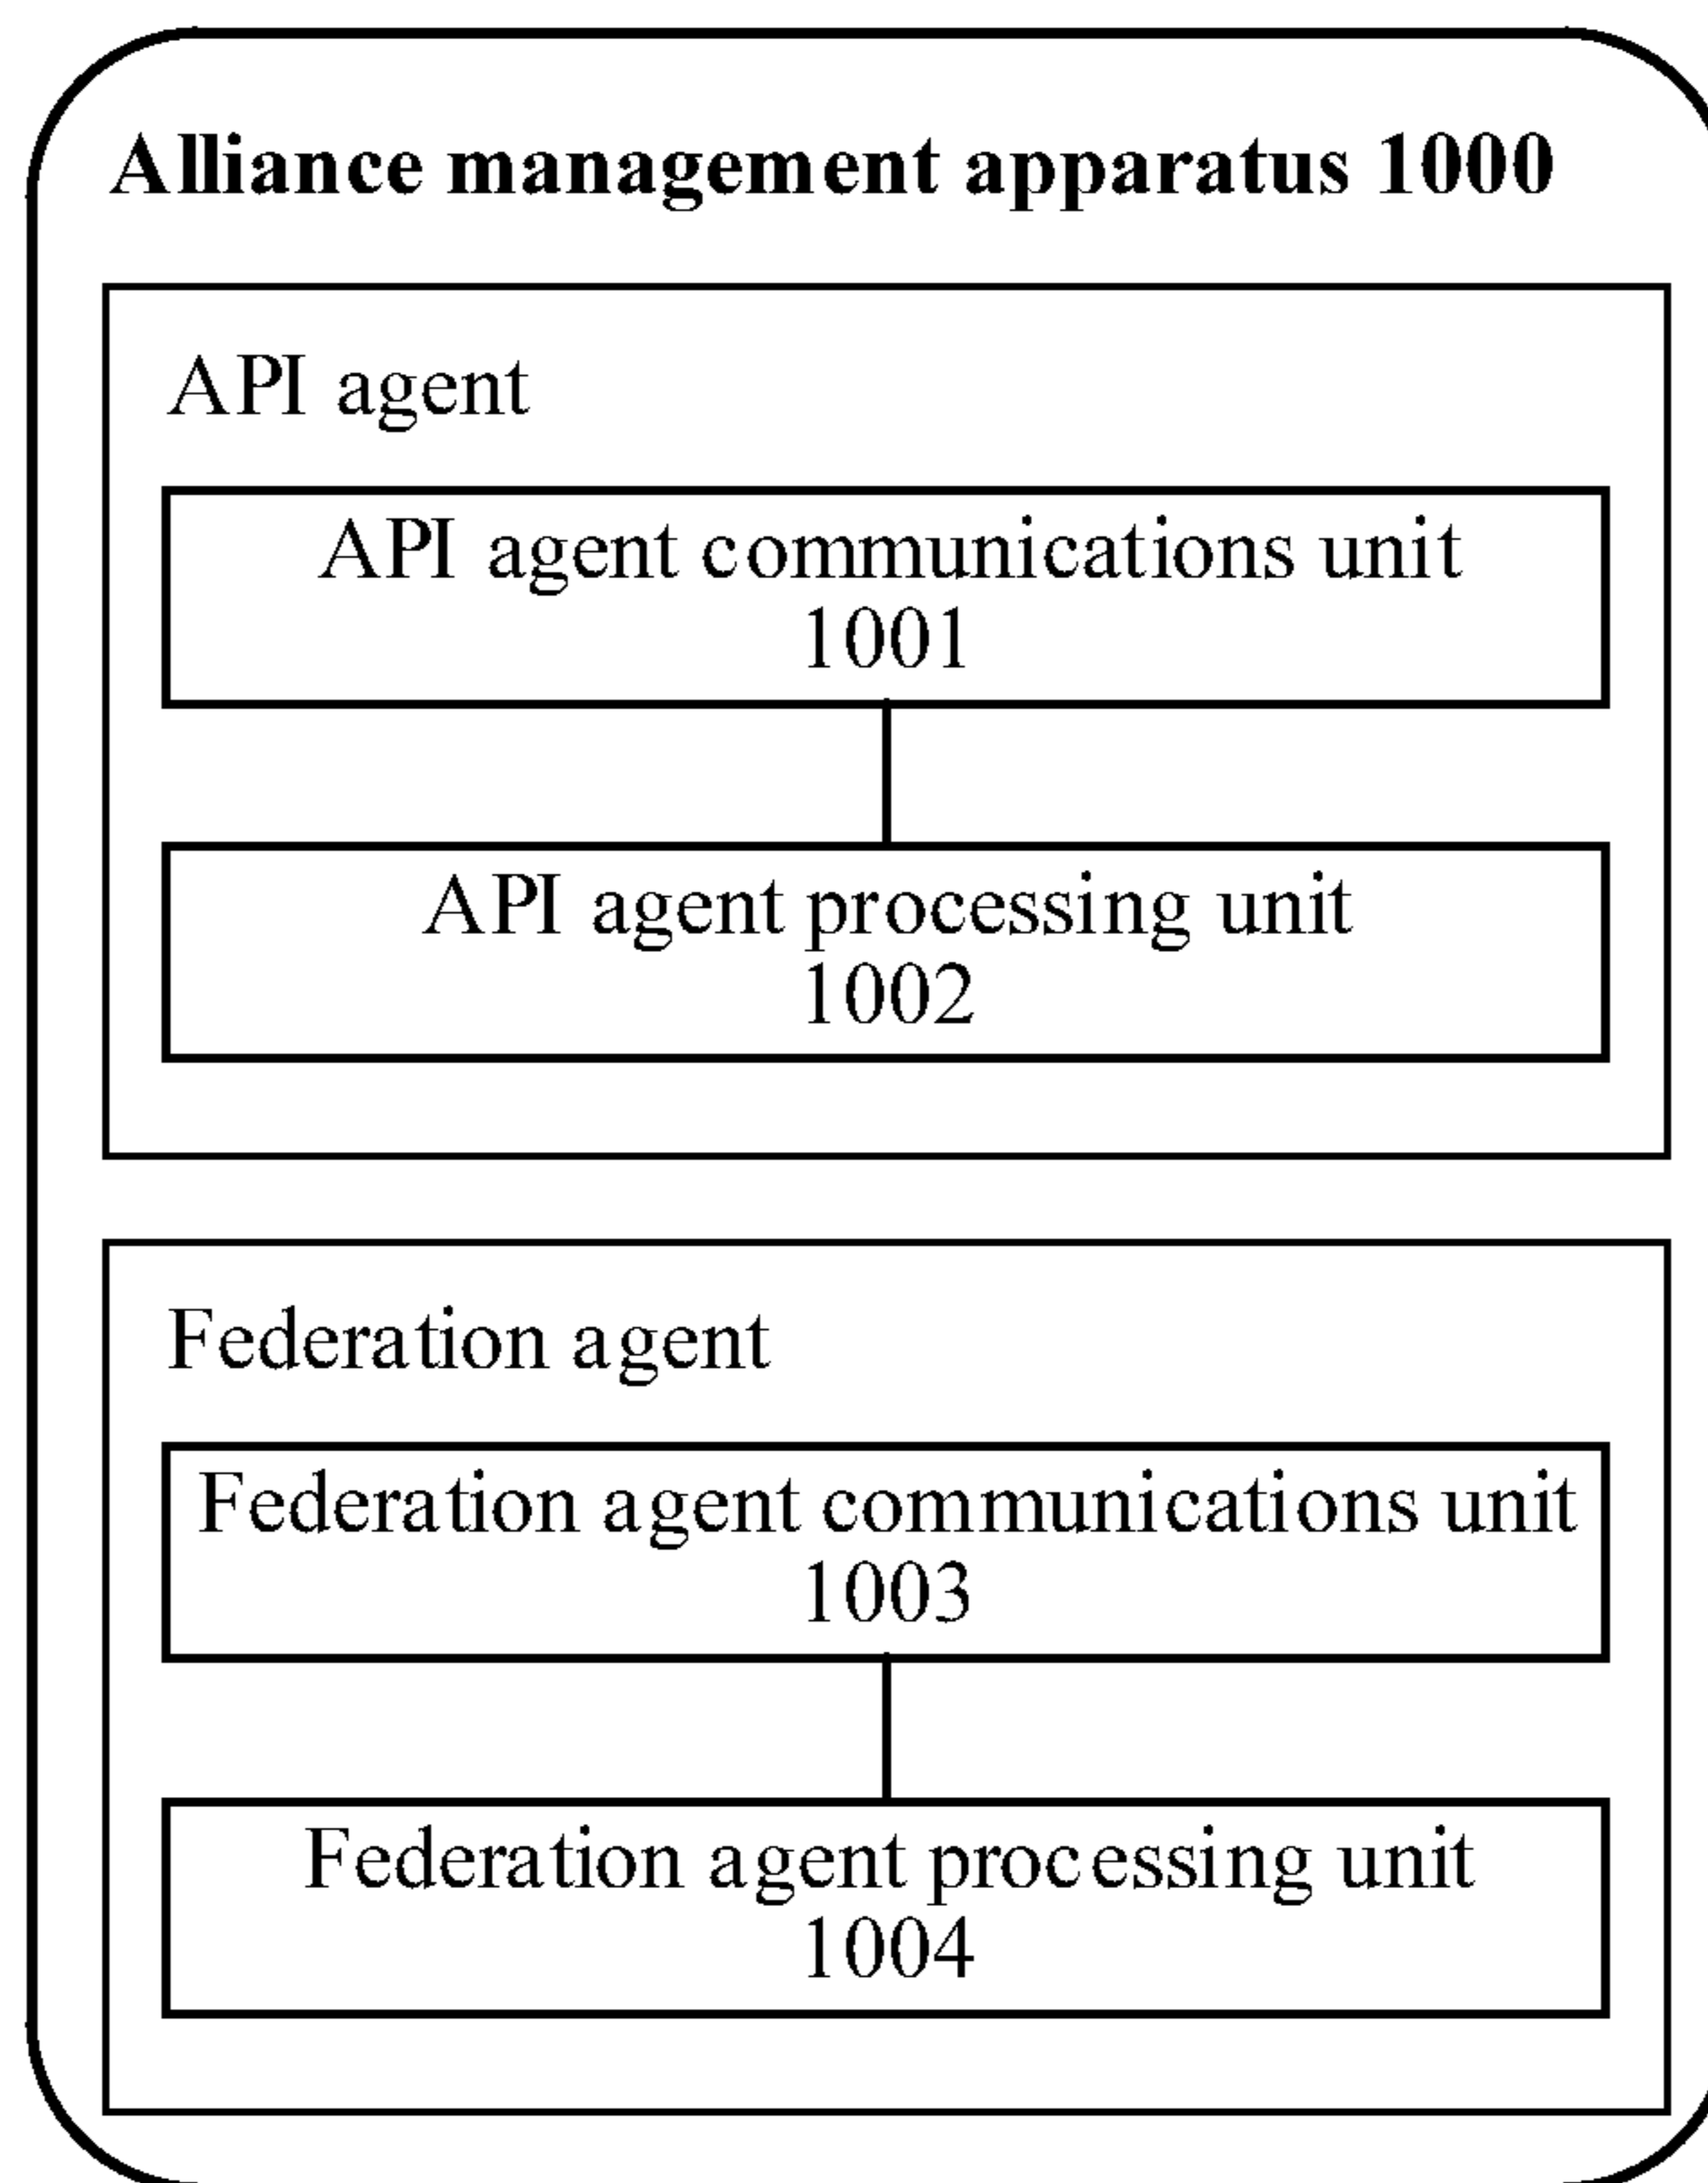 Alliance management apparatus 1000
API agent
API agent communications unit
1001
API agent processing unit
1002
Federation agent
Federation agent communications unit
1003
Federation agent processing unit
1004